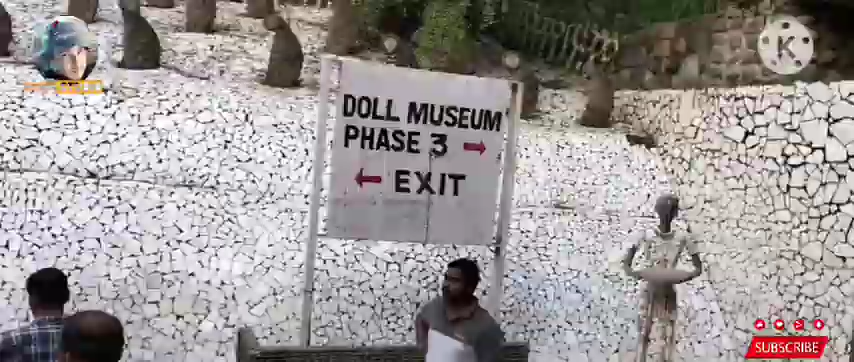 DOLL MUSEUM
PHASE 3 →
← EXIT
K
SUBSCRIBE